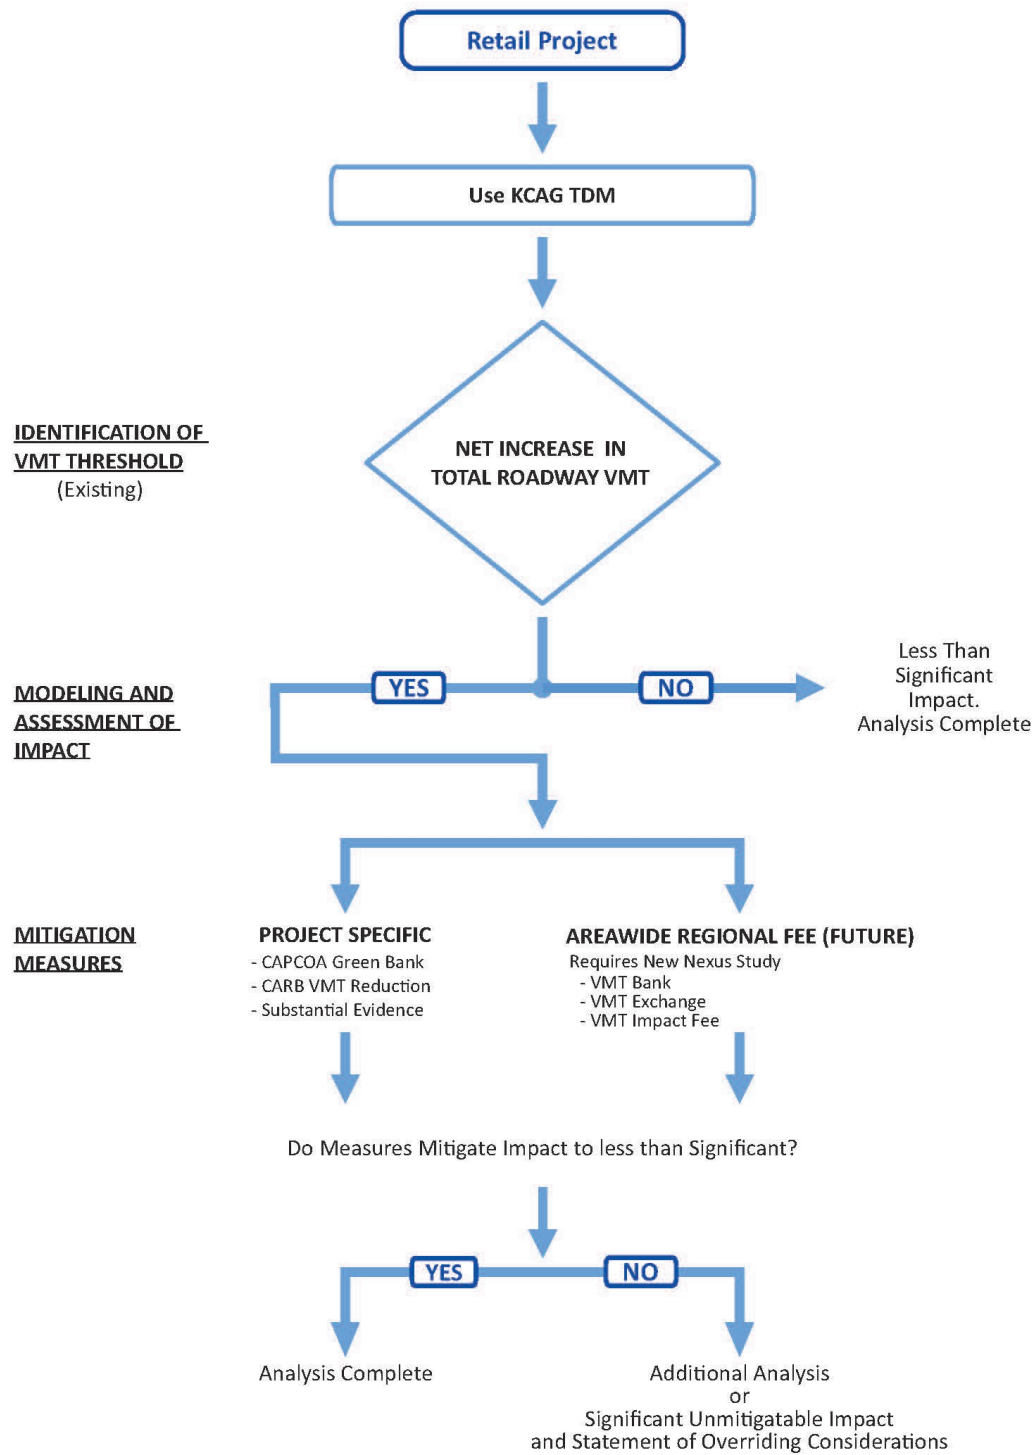 Retail Project
Use KCAG TDM
IDENTIFICATION OF
VMT THRESHOLD
(Existing)
NET INCREASE IN
TOTAL ROADWAY VMT
MODELING AND
ASSESSMENT OF
IMPACT
YES
NO
Less Than
Significant
Impact.
Analysis Complete
MITIGATION
MEASURES
PROJECT SPECIFIC
- CAPCOA Green Bank
- CARB VMT Reduction
- Substantial Evidence
AREAWIDE REGIONAL FEE (FUTURE)
Requires New Nexus Study
- VMT Bank
- VMT Exchange
- VMT Impact Fee
Do Measures Mitigate Impact to less than Significant?
YES
NO
Analysis Complete
Additional Analysis
or
Significant Unmitigatable Impact
and Statement of Overriding Considerations